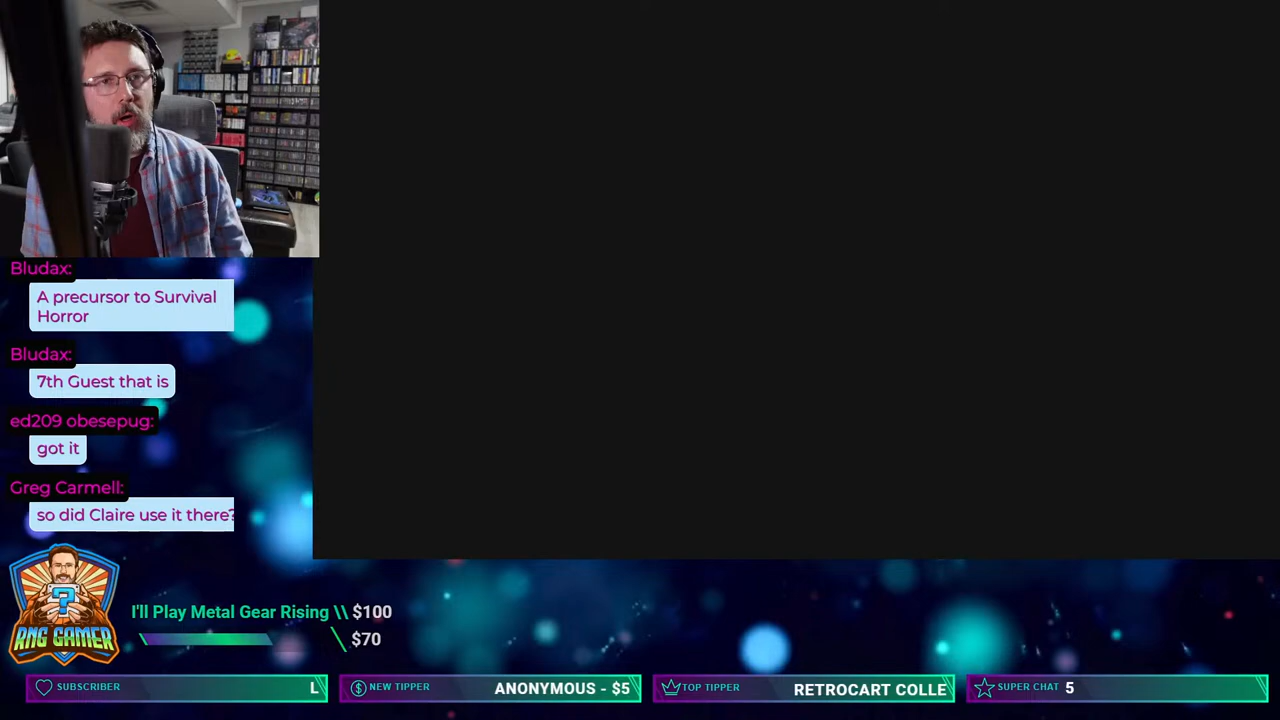 Bludax:
A precursor to Survival
Horror
Bludax:
7th Guest that is
ed209 obesepug:
got it
Greg Carmell:
so did Claire use it there?
?
RNG GAMER
I'll Play Metal Gear Rising \\ $100
\ $70
SUBSCRIBER L
NEW TIPPER ANONYMOUS - $5
TOP TIPPER RETROCART COLLE
SUPER CHAT 5